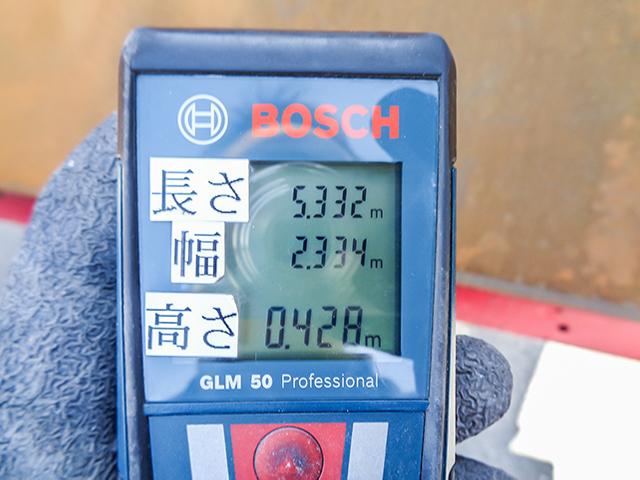 BOSCH
長さ 5.332m
幅 2.334m
高さ 0.428m
GLM 50 Professional